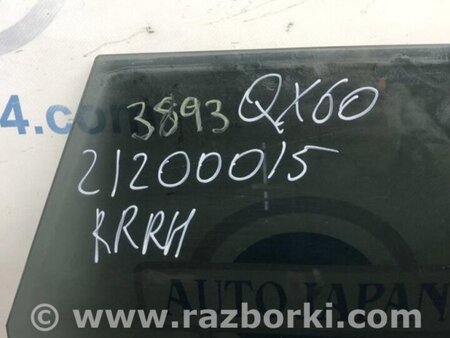 4.com
3893 QX60
21200015
RRRH
AUTO JAPAN
© www.razborki.com